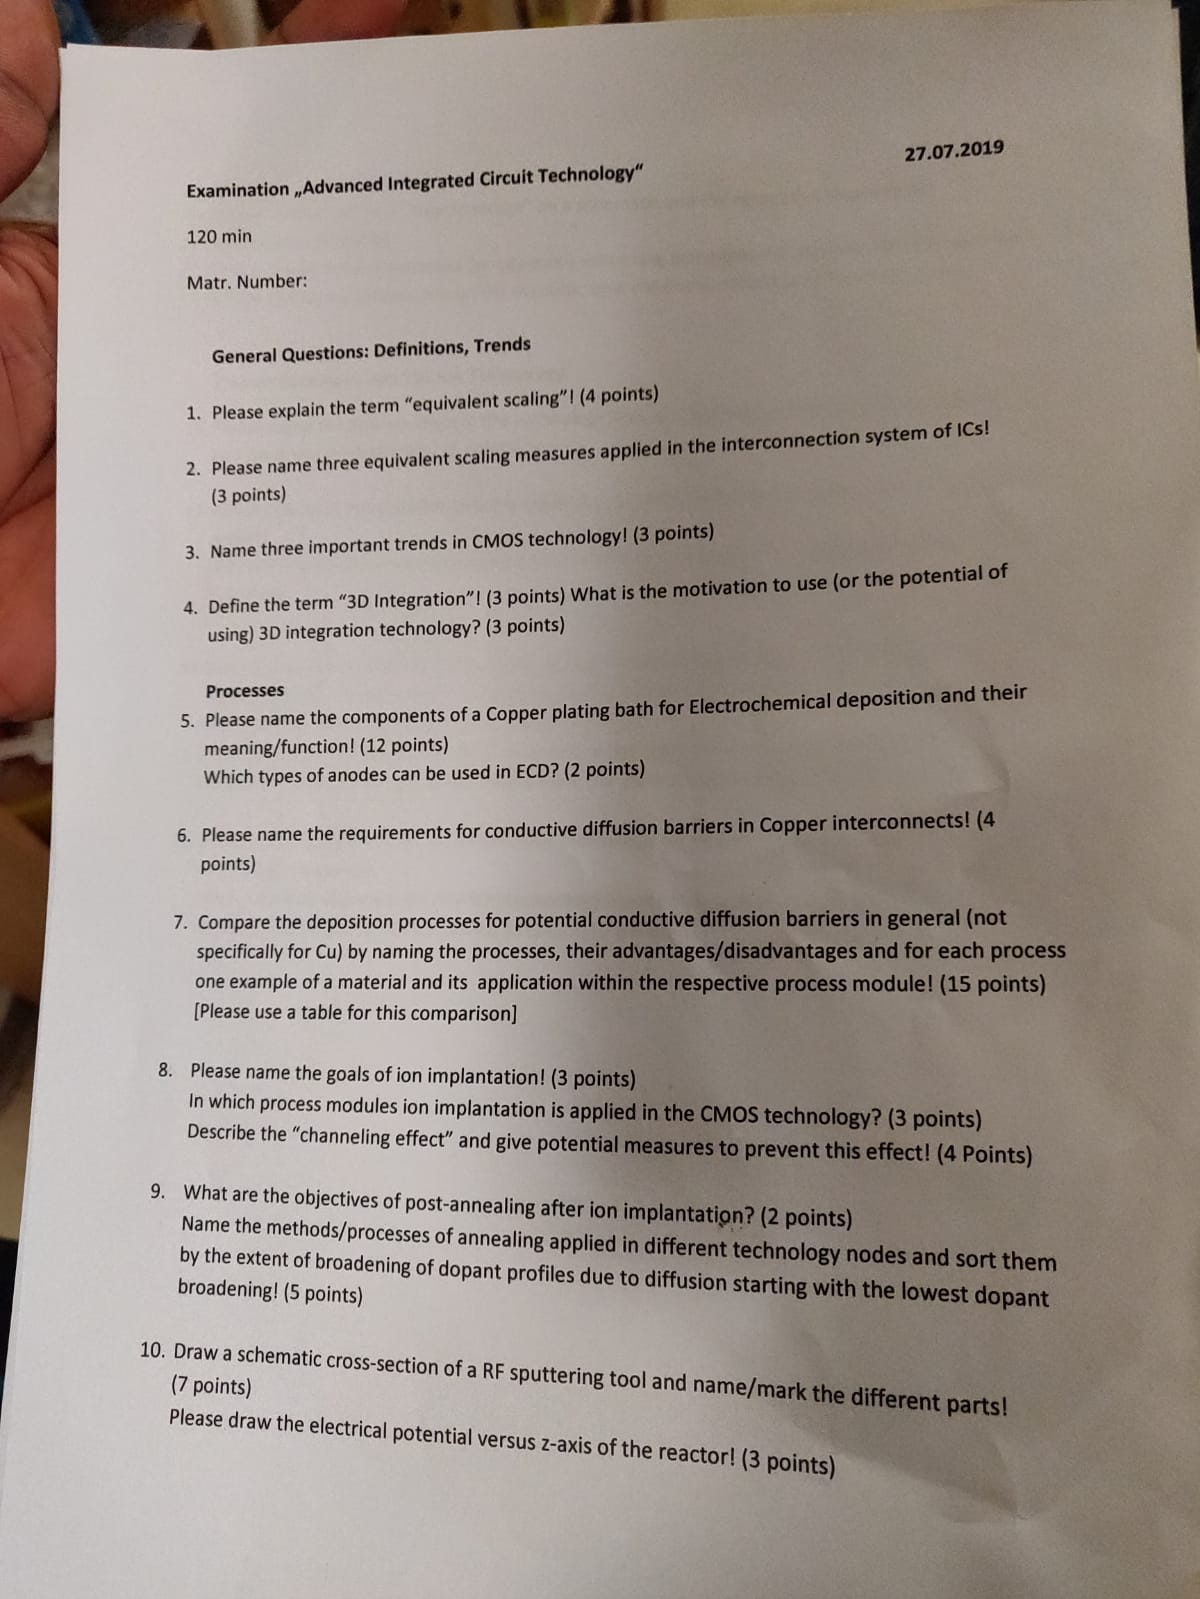 27.07.2019
Examination „Advanced Integrated Circuit Technology“
120 min
Matr. Number:
General Questions: Definitions, Trends
1. Please explain the term “equivalent scaling”! (4 points)
2. Please name three equivalent scaling measures applied in the interconnection system of ICs!
(3 points)
3. Name three important trends in CMOS technology! (3 points)
4. Define the term “3D Integration”! (3 points) What is the motivation to use (or the potential of
using) 3D integration technology? (3 points)
Processes
5. Please name the components of a Copper plating bath for Electrochemical deposition and their
meaning/function! (12 points)
Which types of anodes can be used in ECD? (2 points)
6. Please name the requirements for conductive diffusion barriers in Copper interconnects! (4
points)
7. Compare the deposition processes for potential conductive diffusion barriers in general (not
specifically for Cu) by naming the processes, their advantages/disadvantages and for each process
one example of a material and its application within the respective process module! (15 points)
[Please use a table for this comparison]
8. Please name the goals of ion implantation! (3 points)
In which process modules ion implantation is applied in the CMOS technology? (3 points)
Describe the “channeling effect” and give potential measures to prevent this effect! (4 Points)
9. What are the objectives of post-annealing after ion implantation? (2 points)
Name the methods/processes of annealing applied in different technology nodes and sort them
by the extent of broadening of dopant profiles due to diffusion starting with the lowest dopant
broadening! (5 points)
10. Draw a schematic cross-section of a RF sputtering tool and name/mark the different parts!
(7 points)
Please draw the electrical potential versus z-axis of the reactor! (3 points)